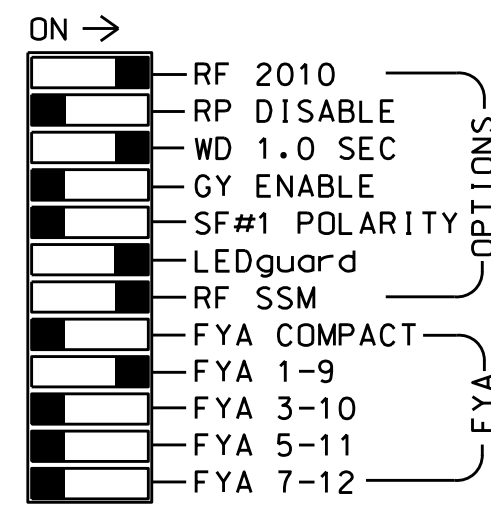 ON →
RF 2010
RP DISABLE
WD 1.0 SEC
GY ENABLE
SF#1 POLARITY
LEDguard
RF SSM
OPTIONS
FYA COMPACT
FYA 1-9
FYA 3-10
FYA 5-11
FYA 7-12
FYA